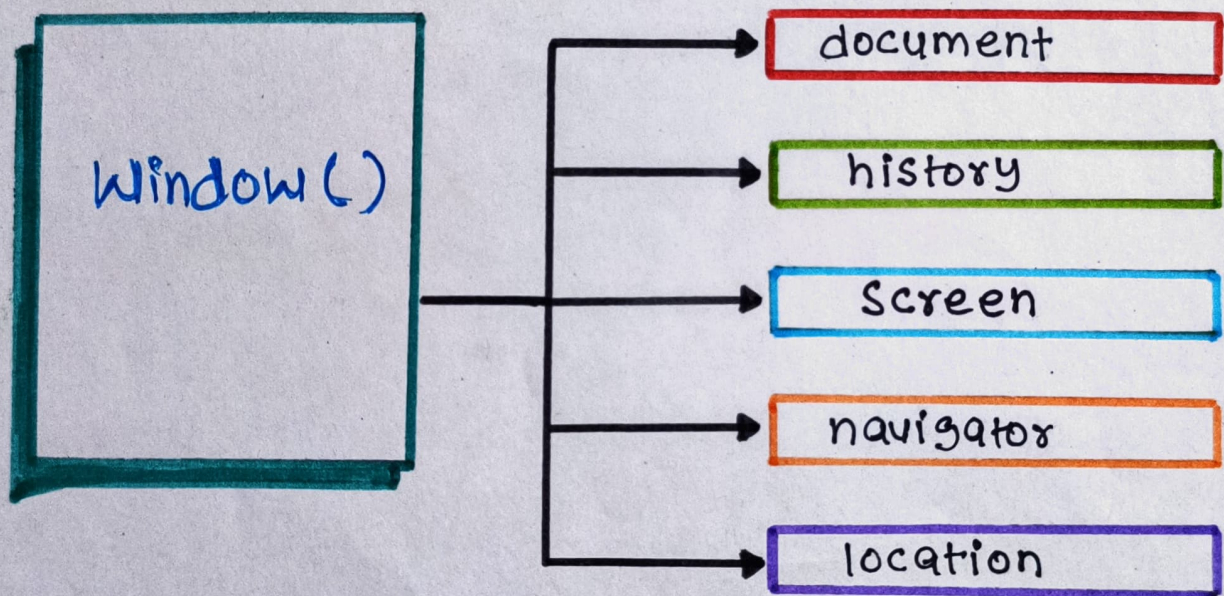 Window()
document
history
screen
navigator
location